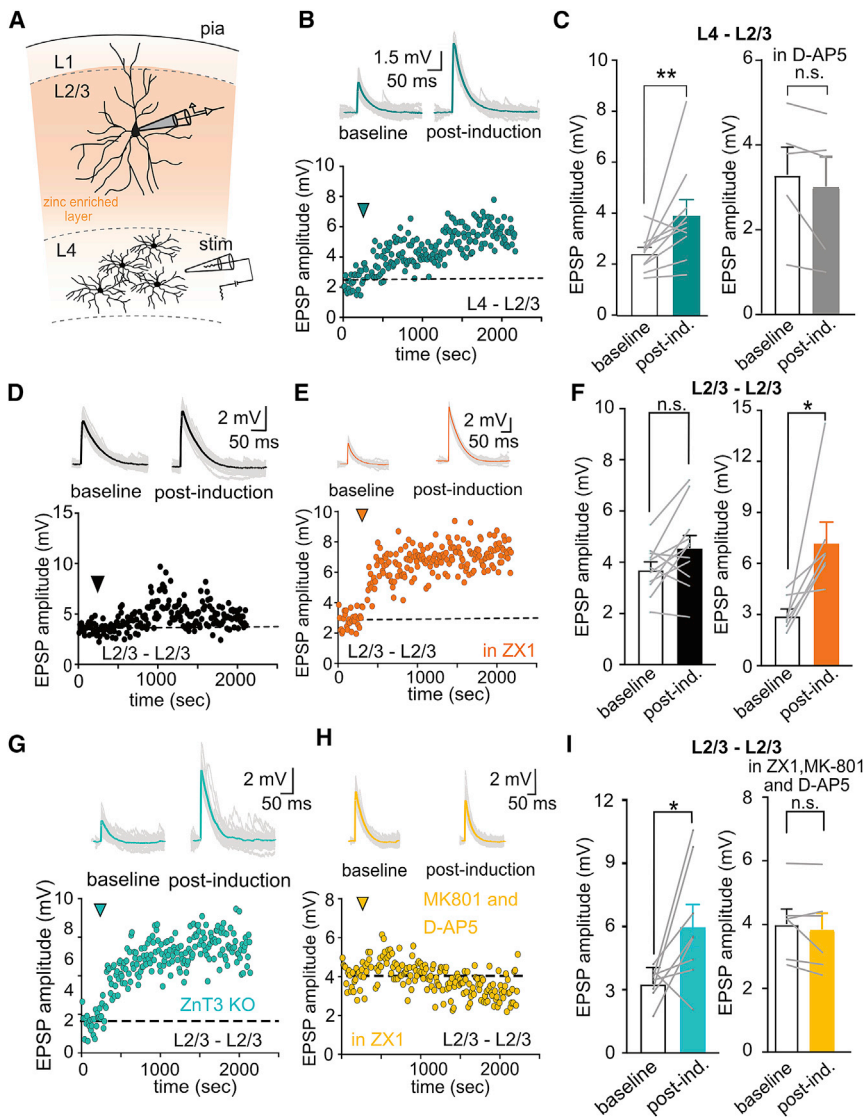 A
pia
L1
L2/3
zinc enriched
layer
L4
stim
B
1.5 mV
50 ms
baseline
post-induction
EPSP amplitude (mV)
10
8
6
4
2
0
L4 - L2/3
0
1000
2000
time (sec)
C
L4 - L2/3
in D-AP5
**
n.s.
EPSP amplitude (mV)
10
8
6
4
2
0
baseline
post-ind.
EPSP amplitude (mV)
6
3
0
baseline
post-ind.
D
2 mV
50 ms
baseline
post-induction
EPSP amplitude (mV)
15
10
5
0
L2/3 - L2/3
0
1000
2000
time (sec)
E
2 mV
50 ms
baseline
post-induction
EPSP amplitude (mV)
10
8
6
4
2
0
L2/3 - L2/3
in ZX1
0
1000
2000
time (sec)
F
L2/3 - L2/3
n.s.
*
EPSP amplitude (mV)
10
8
6
4
2
0
baseline
post-ind.
EPSP amplitude (mV)
15
12
9
6
3
0
baseline
post-ind.
G
2 mV
50 ms
baseline
post-induction
EPSP amplitude (mV)
10
8
6
4
2
0
ZnT3 KO
L2/3 - L2/3
0
1000
2000
time (sec)
H
2 mV
50 ms
baseline
post-induction
EPSP amplitude (mV)
8
6
4
2
0
MK801 and
D-AP5
in ZX1
L2/3 - L2/3
0
1000
2000
time (sec)
I
L2/3 - L2/3
in ZX1,MK-801
and D-AP5
*
n.s.
EPSP amplitude (mV)
12
9
6
3
0
baseline
post-ind.
EPSP amplitude (mV)
8
6
4
2
0
baseline
post-ind.